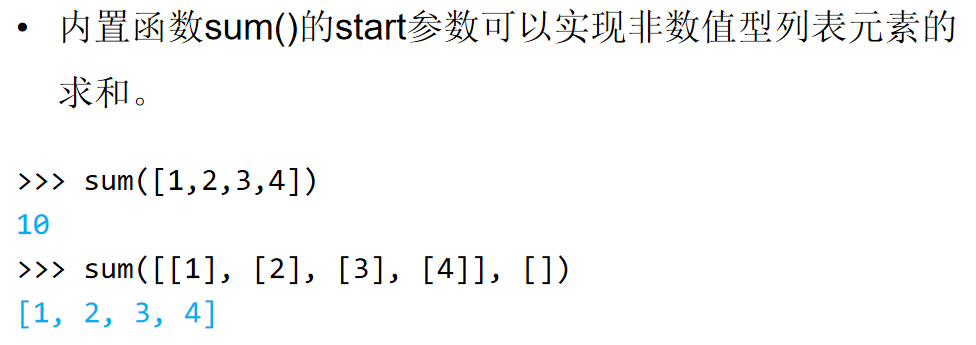 • 内置函数sum()的start参数可以实现非数值型列表元素的
求和。
>>> sum([1,2,3,4])
10
>>> sum([[1], [2], [3], [4]], [])
[1, 2, 3, 4]